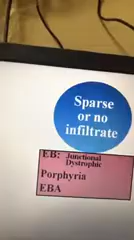 Sparse
or no
infiltrate
EB: Junctional
Dystrophic
Porphyria
EBA